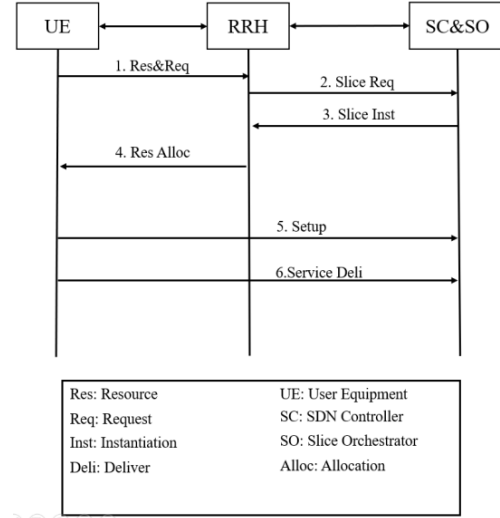 UE RRH SC&SO
1. Res&Req
2. Slice Req
3. Slice Inst
4. Res Alloc
5. Setup
6.Service Deli
Res: Resource UE: User Equipment
Req: Request SC: SDN Controller
Inst: Instantiation SO: Slice Orchestrator
Deli: Deliver Alloc: Allocation